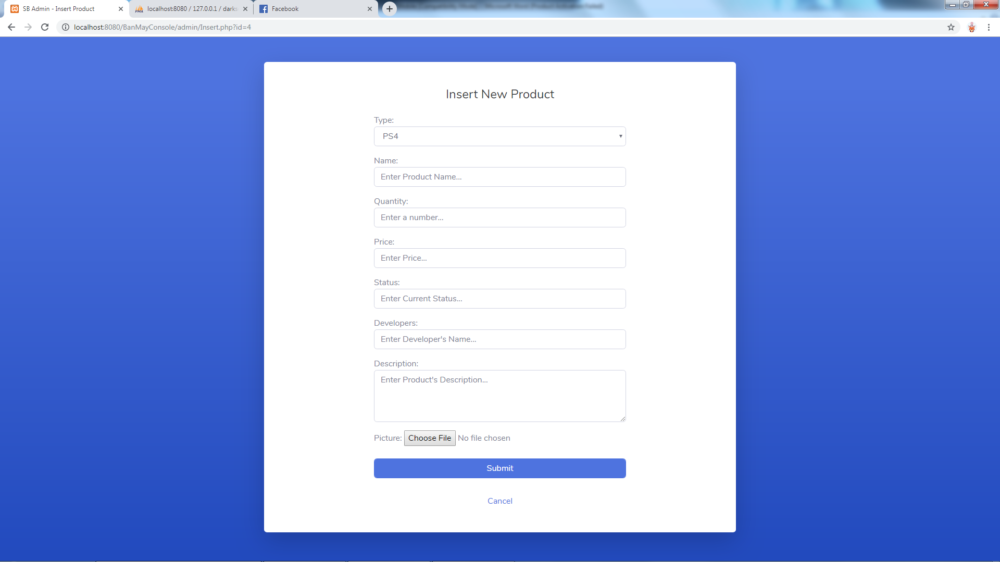 SB Admin - Insert Product
localhost:8080 / 127.0.0.1 / darks
Facebook
localhost:8080/BanMayConsole/admin/Insert.php?id=4
Insert New Product
Type:
PS4
Name:
Enter Product Name...
Quantity:
Enter a number...
Price:
Enter Price...
Status:
Enter Current Status...
Developers:
Enter Developer's Name...
Description:
Enter Product's Description...
Picture: Choose File No file chosen
Submit
Cancel